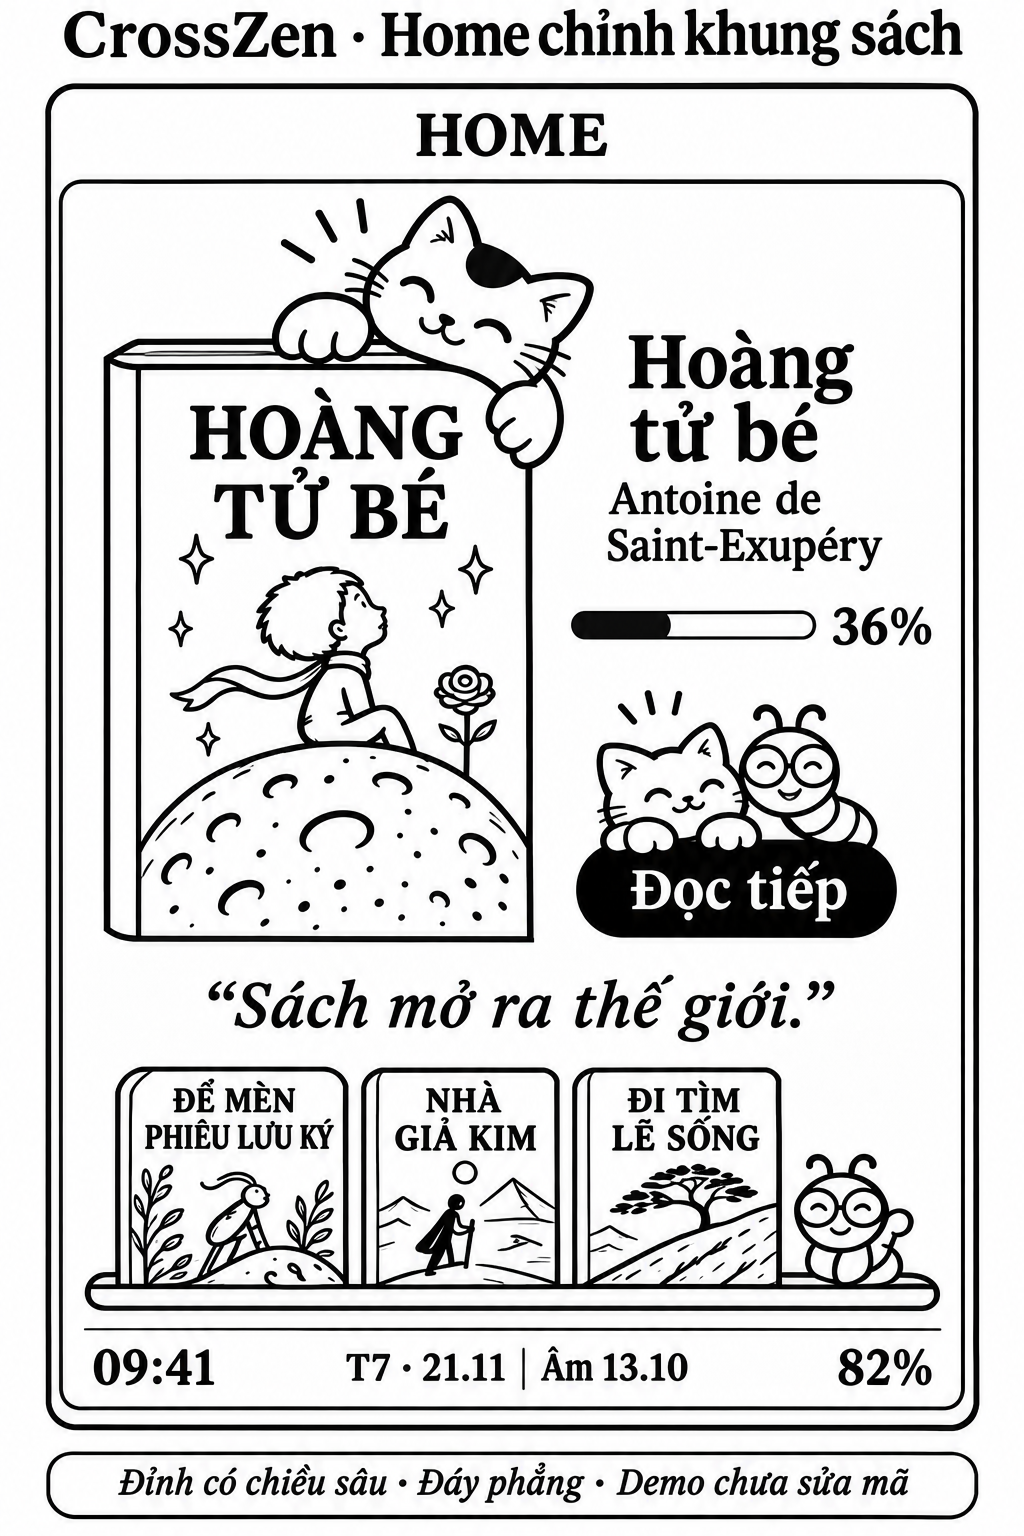 CrossZen · Home chỉnh khung sách
HOME
HOÀNG
TỬ BÉ
Hoàng
tử bé
Antoine de
Saint-Exupéry
36%
Đọc tiếp
“Sách mở ra thế giới.”
ĐỂ MÈN
PHIÊU LƯU KÝ
NHÀ
GIẢ KIM
ĐI TÌM
LẼ SỐNG
09:41
T7 · 21.11 | Âm 13.10
82%
Đỉnh có chiều sâu · Đáy phẳng · Demo chưa sửa mã